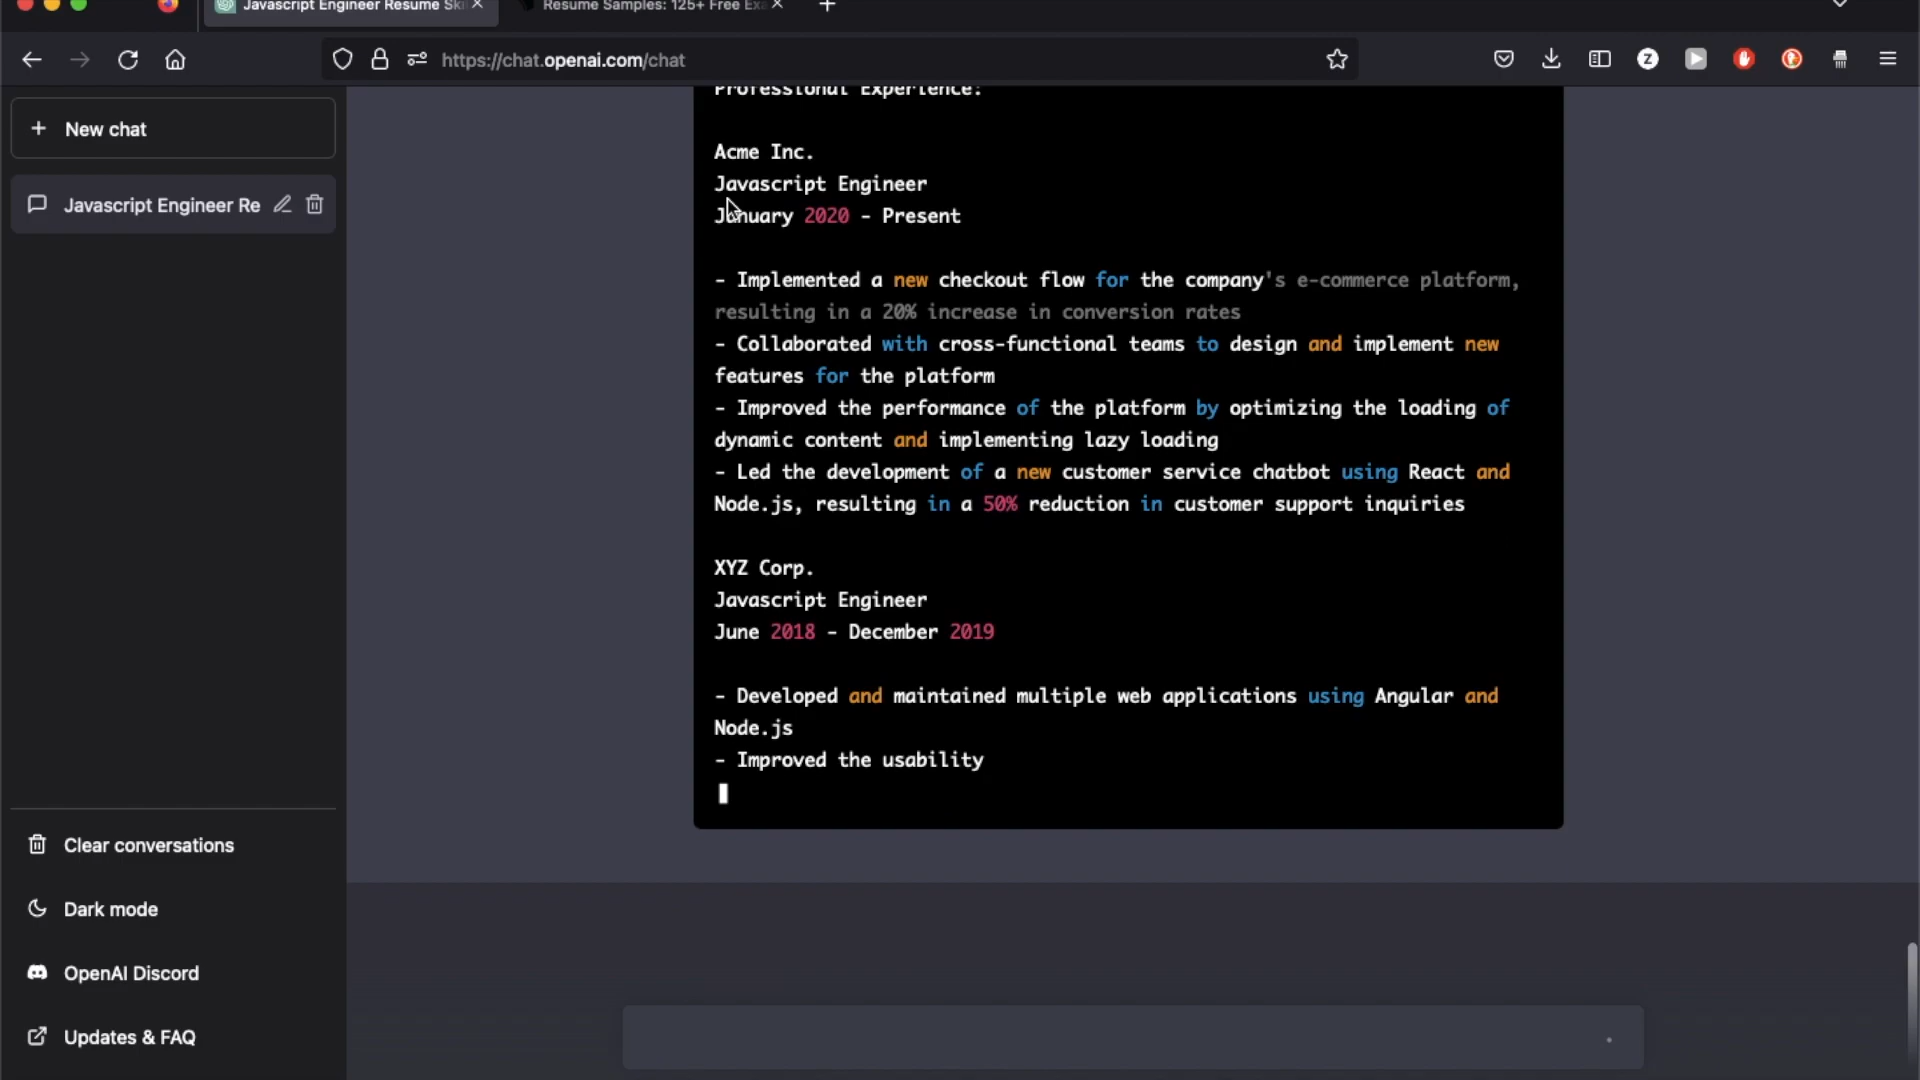 Javascript Engineer Resume Ski
Resume Samples: 125+ Free Exa
https://chat.openai.com/chat
Z
New chat
Javascript Engineer Re
Clear conversations
Dark mode
OpenAI Discord
Updates & FAQ
Professional Experience:
Acme Inc.
Javascript Engineer
January 2020 - Present
- Implemented a new checkout flow for the company's e-commerce platform,
resulting in a 20% increase in conversion rates
- Collaborated with cross-functional teams to design and implement new
features for the platform
- Improved the performance of the platform by optimizing the loading of
dynamic content and implementing lazy loading
- Led the development of a new customer service chatbot using React and
Node.js, resulting in a 50% reduction in customer support inquiries
XYZ Corp.
Javascript Engineer
June 2018 - December 2019
- Developed and maintained multiple web applications using Angular and
Node.js
- Improved the usability